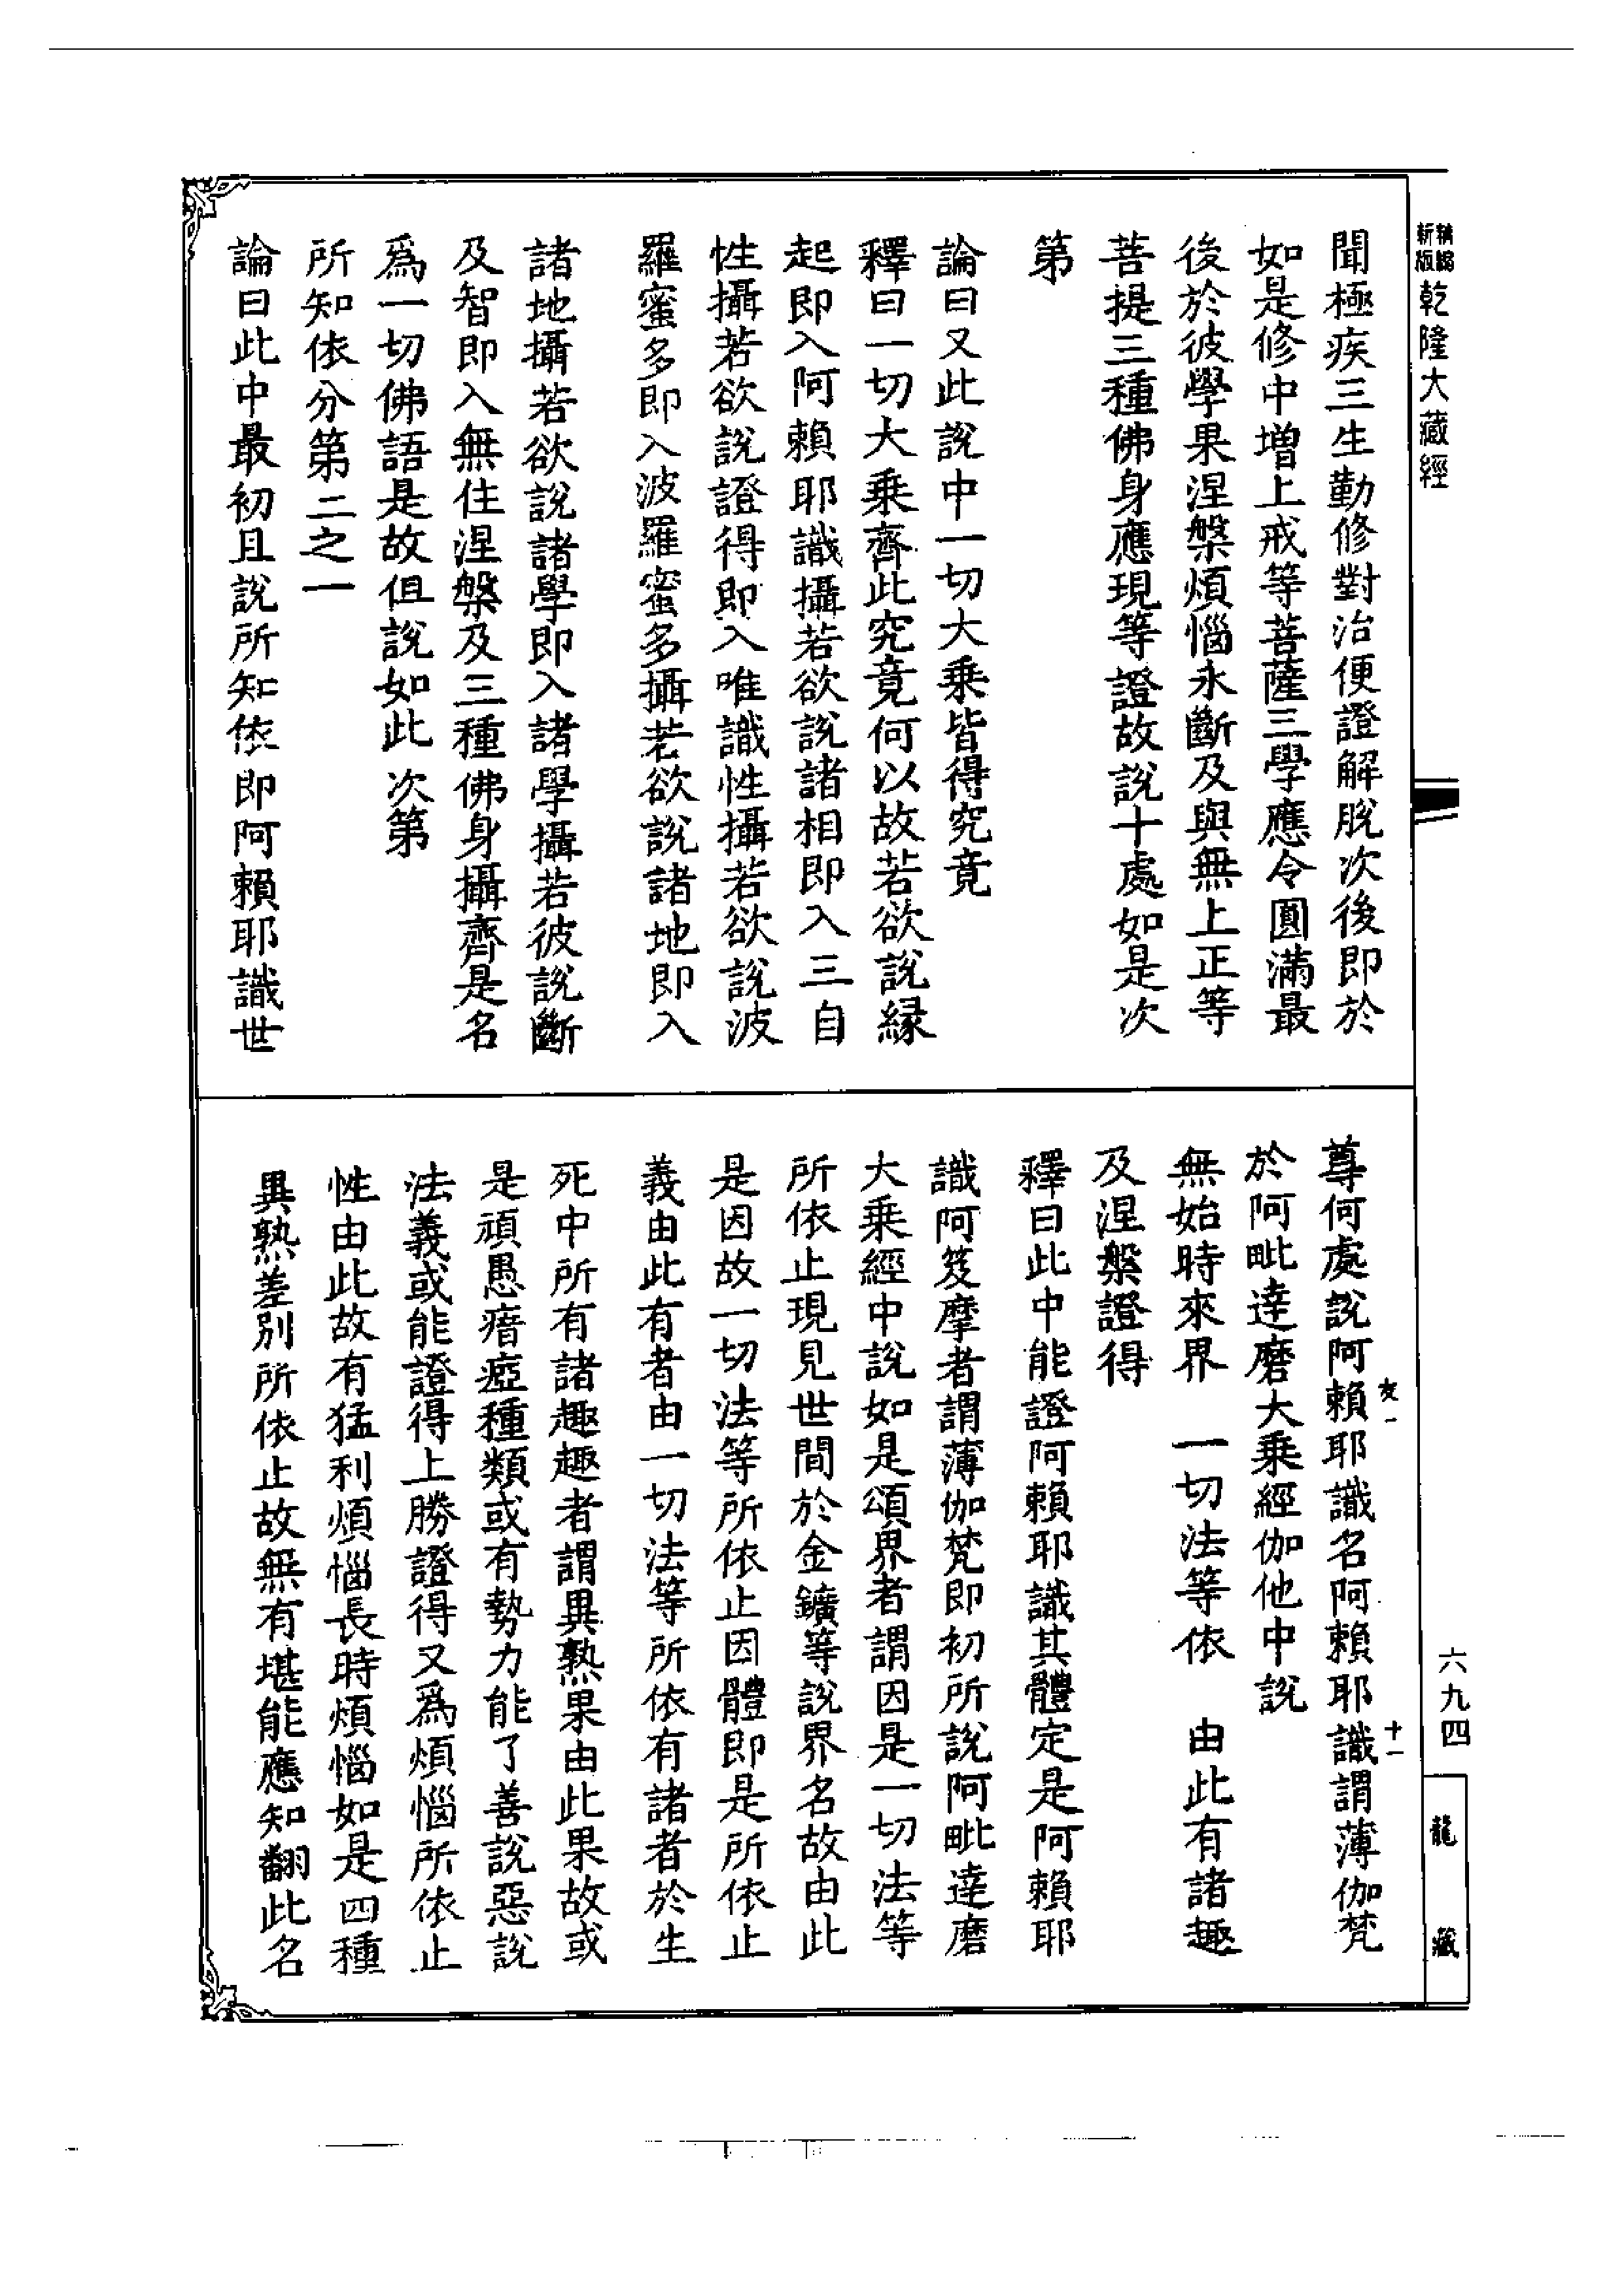 新版精縮乾隆大藏經
聞極疾三生勤修對治便證解脫次後即於
如是修中增上戒等菩薩三學應令圓滿最
後於彼學果涅槃煩惱永斷及與無上正等
菩提三種佛身應現等證故說十處如是次
第
論曰又此說中一切大乘皆得究竟
釋曰一切大乘齊此究竟何以故若欲說緣
起即入阿賴耶識攝若欲說諸相即入三自
性攝若欲說證得即入唯識性攝若欲說波
羅蜜多即入波羅蜜多攝若欲說諸地即入
諸地攝若欲說諸學即入諸學攝若彼說斷
及智即入無住涅槃及三種佛身攝齊是名
爲一切佛語是故但說如此次第
所知依分第二之一
論曰此中最初且說所知依即阿賴耶識世
尊何處說阿賴耶識名阿賴耶識謂薄伽梵
於阿毗達磨大乘經伽他中說
無始時來界 一切法等依 由此有諸趣
及涅槃證得
釋曰此中能證阿賴耶識其體定是阿賴耶
識阿笈摩者謂薄伽梵即初所說阿毗達磨
大乘經中說如是頌界者謂因是一切法等
所依止現見世間於金鑛等說界名故由此
是因故一切法等所依止因體即是所依止
義由此有者由一切法等所依有諸者於生
死中所有諸趣趣者謂異熟果由此果故或
是頑愚瘖瘂種類或有勢力能了善說惡說
法義或能證得上勝證得又爲煩惱所依止
性由此故有猛利煩惱長時煩惱如是四種
異熟差別所依止故無有堪能應知翻此名
十一
六九四
龍藏